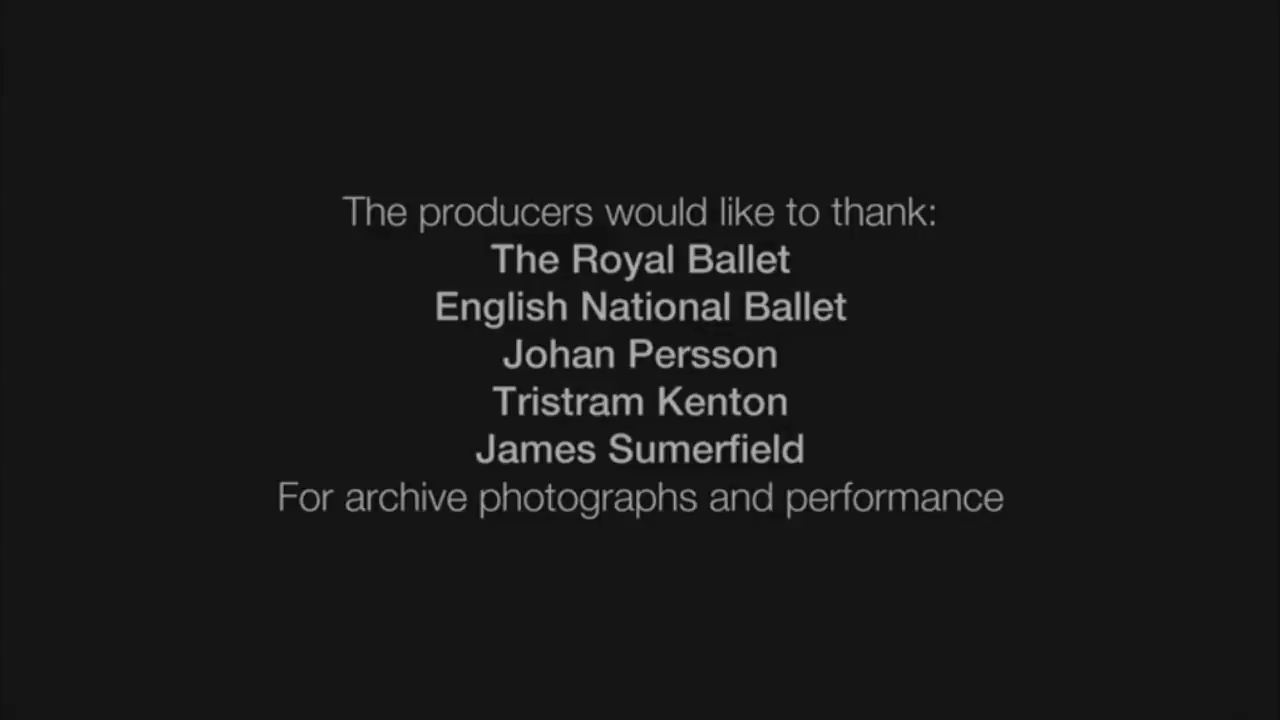 The producers would like to thank:
The Royal Ballet
English National Ballet
Johan Persson
Tristram Kenton
James Sumerfield
For archive photographs and performance